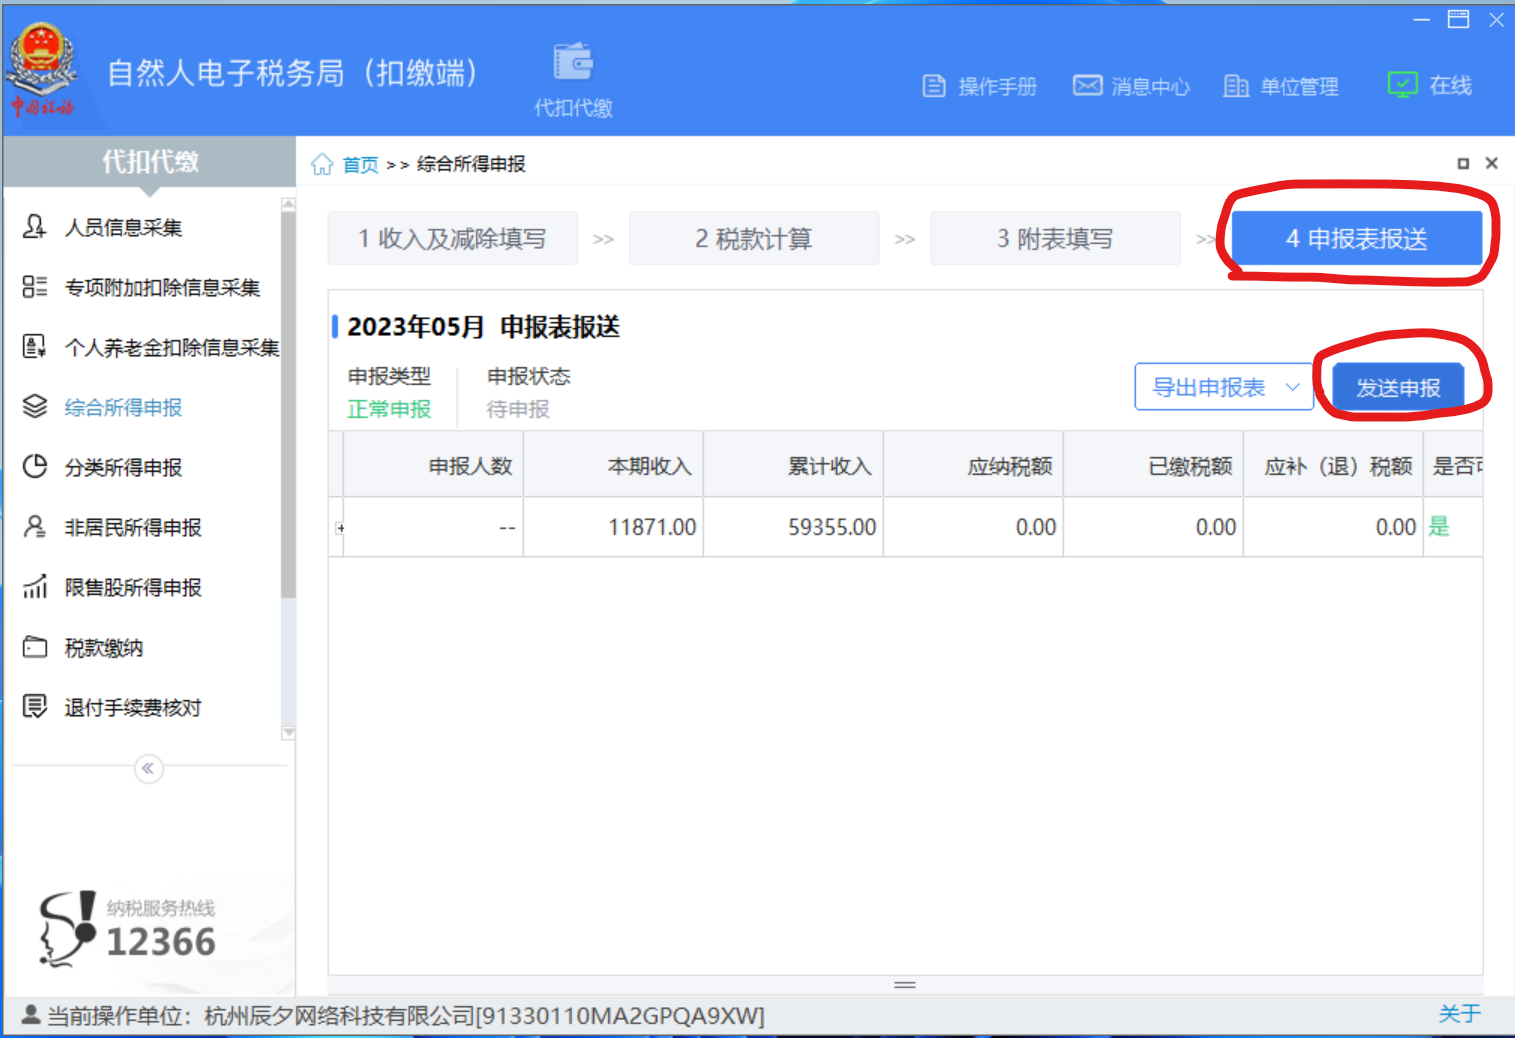 中国税务
自然人电子税务局（扣缴端）
代扣代缴
操作手册
消息中心
单位管理
在线
代扣代缴
人员信息采集
专项附加扣除信息采集
个人养老金扣除信息采集
综合所得申报
分类所得申报
非居民所得申报
限售股所得申报
税款缴纳
退付手续费核对
纳税服务热线
12366
首页 >> 综合所得申报
1 收入及减除填写 >> 2 税款计算 >> 3 附表填写 >> 4 申报表报送
2023年05月 申报表报送
申报类型 申报状态
正常申报 待申报
导出申报表 发送申报
申报人数 本期收入 累计收入 应纳税额 已缴税额 应补（退）税额 是否
-- 11871.00 59355.00 0.00 0.00 0.00 是
当前操作单位：杭州辰夕网络科技有限公司[91330110MA2GPQA9XW]
关于